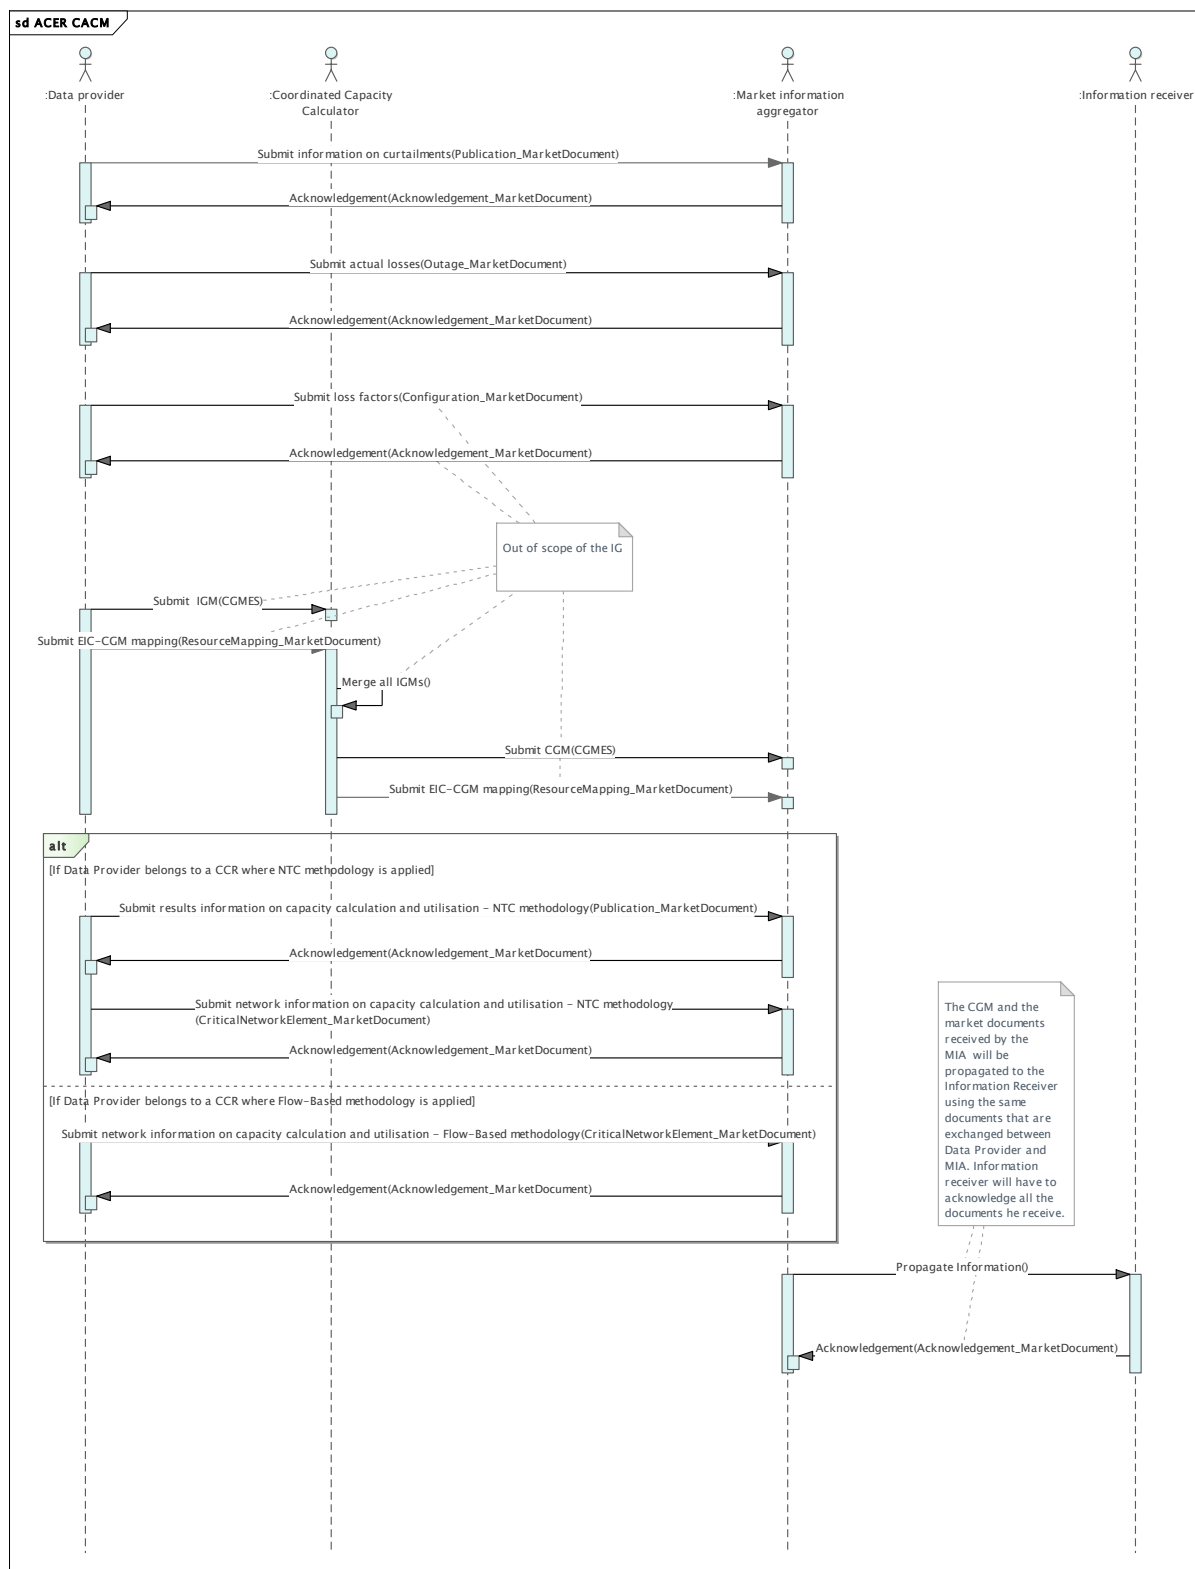 sd ACER CACM
:Data provider
:Coordinated Capacity
Calculator
:Market information
aggregator
:Information receiver
Submit information on curtailments(Publication_MarketDocument)
Acknowledgement(Acknowledgement_MarketDocument)
Submit actual losses(Outage_MarketDocument)
Acknowledgement(Acknowledgement_MarketDocument)
Submit loss factors(Configuration_MarketDocument)
Acknowledgement(Acknowledgement_MarketDocument)
Out of scope of the IG
Submit  IGM(CGMES)
Submit EIC-CGM mapping(ResourceMapping_MarketDocument)
Merge all IGMs()
Submit CGM(CGMES)
Submit EIC-CGM mapping(ResourceMapping_MarketDocument)
alt
[If Data Provider belongs to a CCR where NTC methodology is applied]
Submit results information on capacity calculation and utilisation - NTC methodology(Publication_MarketDocument)
Acknowledgement(Acknowledgement_MarketDocument)
Submit network information on capacity calculation and utilisation - NTC methodology
(CriticalNetworkElement_MarketDocument)
Acknowledgement(Acknowledgement_MarketDocument)
[If Data Provider belongs to a CCR where Flow-Based methodology is applied]
Submit network information on capacity calculation and utilisation - Flow-Based methodology(CriticalNetworkElement_MarketDocument)
Acknowledgement(Acknowledgement_MarketDocument)
The CGM and the
market documents
received by the
MIA  will be
propagated to the
Information Receiver
using the same
documents that are
exchanged between
Data Provider and
MIA. Information
receiver will have to
acknowledge all the
documents he receive.
Propagate Information()
Acknowledgement(Acknowledgement_MarketDocument)